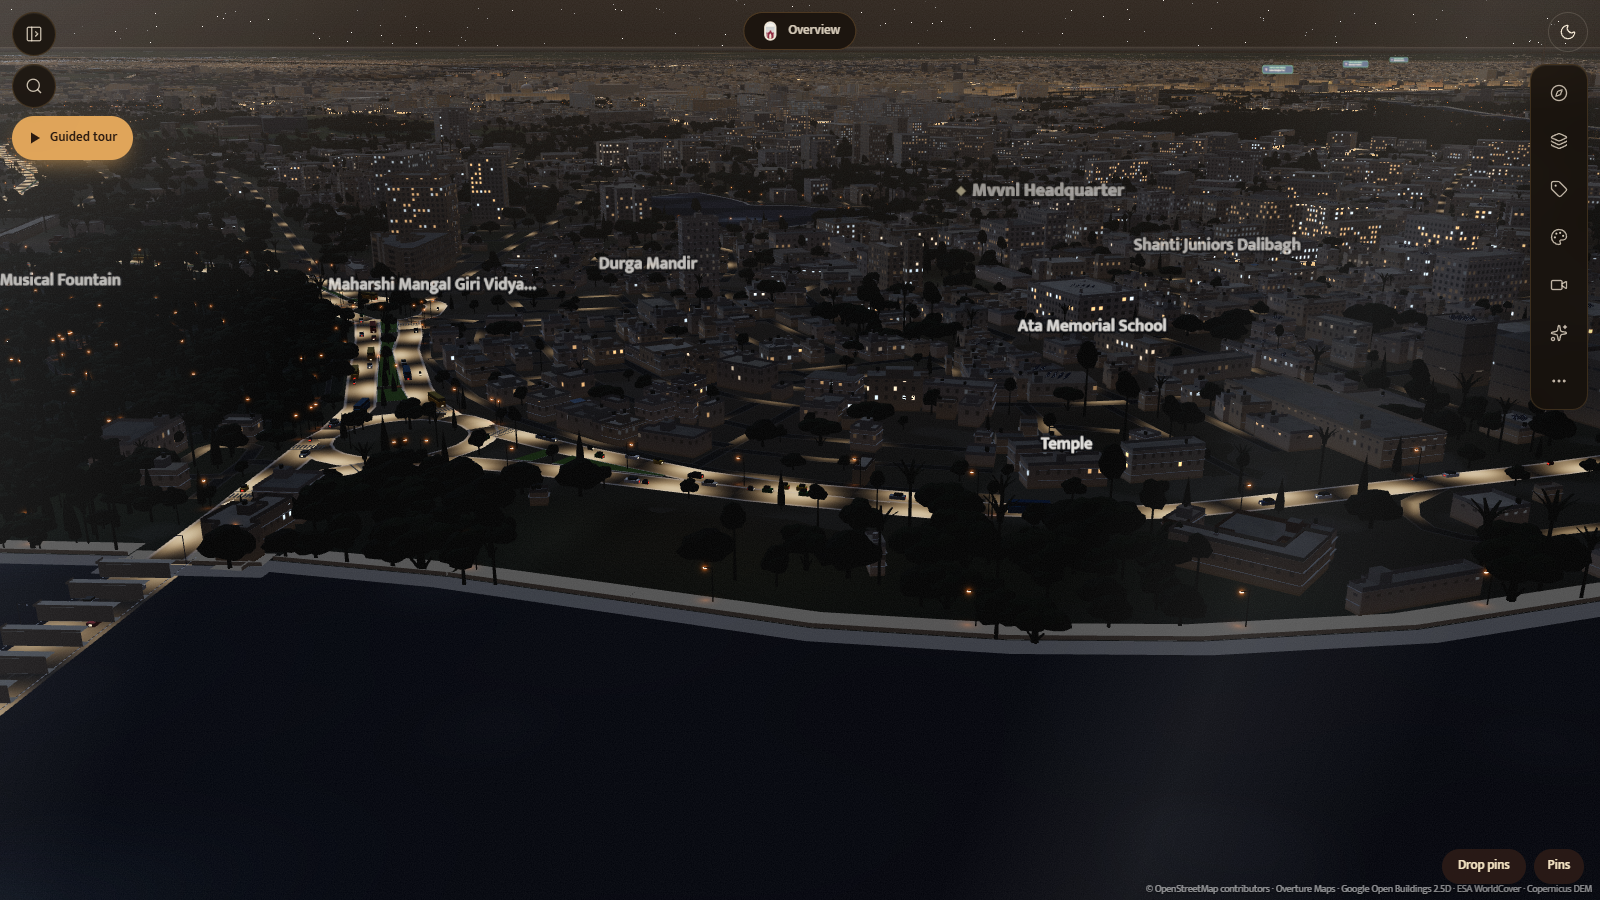 Overview
Guided tour
Mvvnl Headquarter
Shanti Juniors Dalibagh
Durga Mandir
Musical Fountain
Maharshi Mangal Giri Vidya...
Ata Memorial School
Temple
Drop pins
Pins
© OpenStreetMap contributors · Overture Maps · Google Open Buildings 2.5D · ESA WorldCover · Copernicus DEM